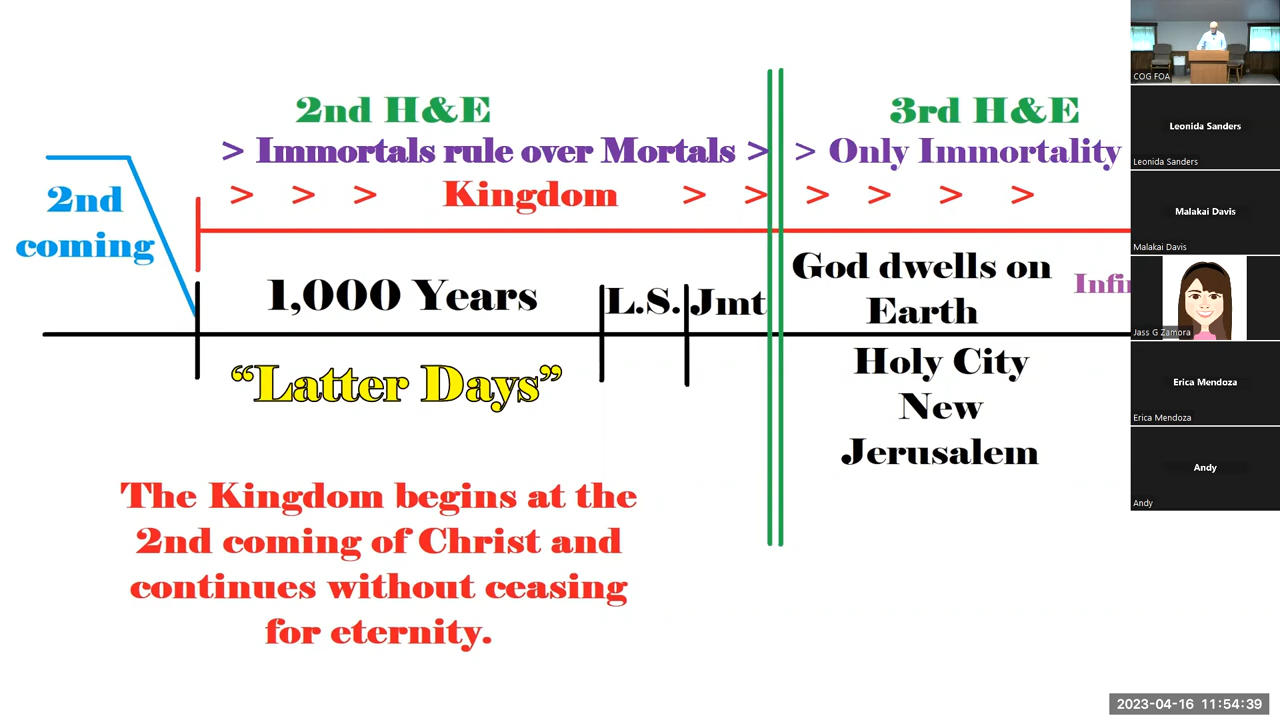 2nd H&E
> Immortals rule over Mortals >
> > > Kingdom > >
2nd
coming
1,000 Years
L.S.
Jmt
"Latter Days"
The Kingdom begins at the
2nd coming of Christ and
continues without ceasing
for eternity.
3rd H&E
> Only Immortality
> > > >
God dwells on
Earth
Infi
Holy City
New
Jerusalem
COG FOA
Leonida Sanders
Leonida Sanders
Malakai Davis
Malakai Davis
Jass G Zamora
Erica Mendoza
Erica Mendoza
Andy
Andy
2023-04-16 11:54:39